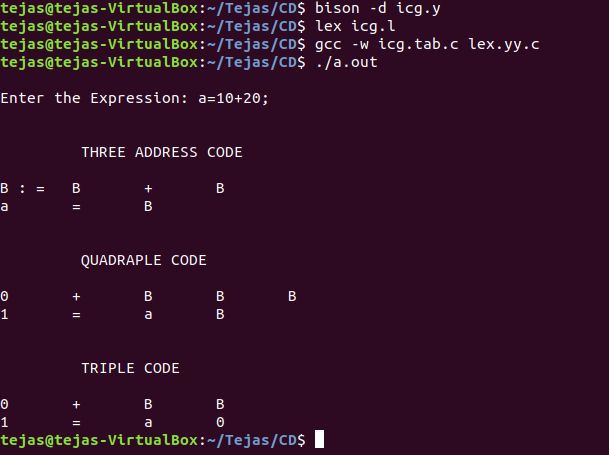 tejas@tejas-VirtualBox:~/Tejas/CD$ bison -d icg.y
tejas@tejas-VirtualBox:~/Tejas/CD$ lex icg.l
tejas@tejas-VirtualBox:~/Tejas/CD$ gcc -w icg.tab.c lex.yy.c
tejas@tejas-VirtualBox:~/Tejas/CD$ ./a.out
Enter the Expression: a=10+20;
THREE ADDRESS CODE
B : = B + B
a = B
QUADRAPLE CODE
0 + B B B
1 = a B
TRIPLE CODE
0 + B B
1 = a 0
tejas@tejas-VirtualBox:~/Tejas/CD$